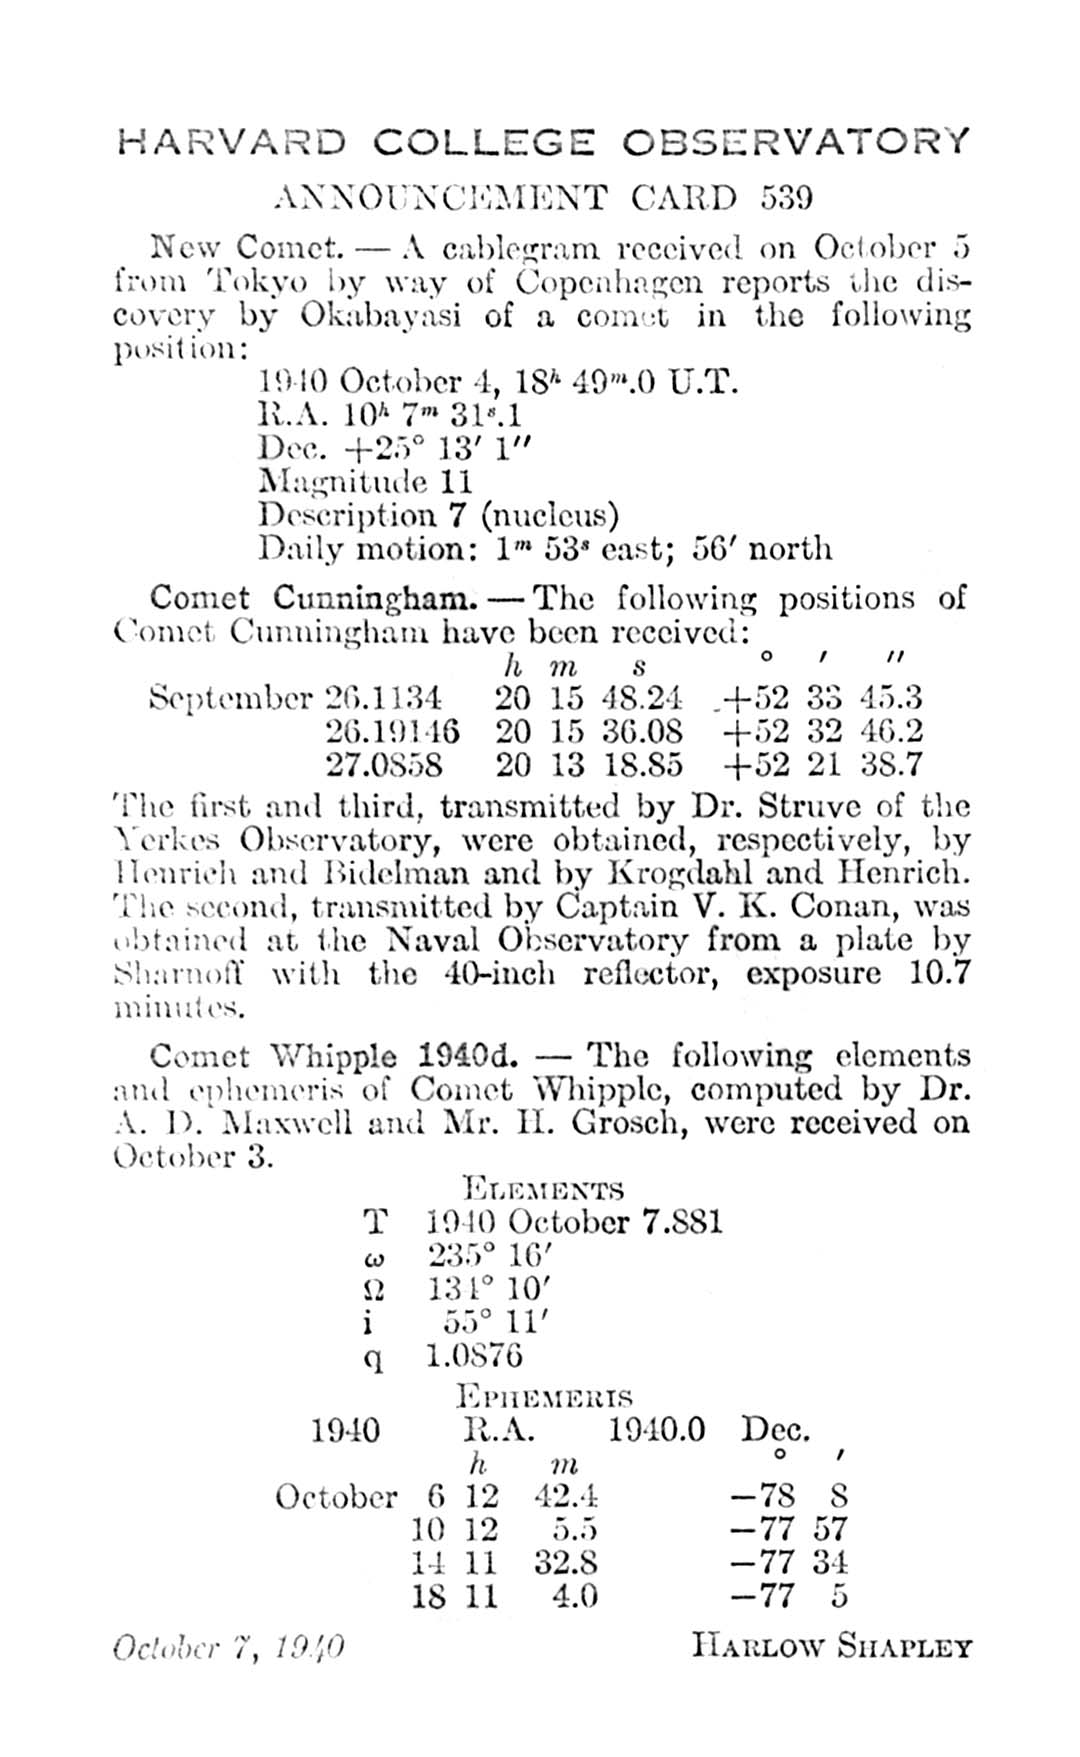 HARVARD COLLEGE OBSERVATORY
ANNOUNCEMENT CARD 539
New Comet. — A cablegram received on October 5
from Tokyo by way of Copenhagen reports the dis-
covery by Okabayasi of a comet in the following
position:
1940 October 4, 18ʰ 49ᵐ.0 U.T.
R.A. 10ʰ 7ᵐ 31ˢ.1
Dec. +25° 13′ 1″
Magnitude 11
Description 7 (nucleus)
Daily motion: 1ᵐ 53ˢ east; 56′ north
Comet Cunningham. — The following positions of
Comet Cunningham have been received:
h m s ° ′ ″
September 26.1134 20 15 48.24 +52 33 45.3
26.19146 20 15 36.08 +52 32 46.2
27.0858 20 13 18.85 +52 21 38.7
The first and third, transmitted by Dr. Struve of the
Yerkes Observatory, were obtained, respectively, by
Henrich and Bidelman and by Krogdahl and Henrich.
The second, transmitted by Captain V. K. Conan, was
obtained at the Naval Observatory from a plate by
Sharnoff with the 40-inch reflector, exposure 10.7
minutes.
Comet Whipple 1940d. — The following elements
and ephemeris of Comet Whipple, computed by Dr.
A. D. Maxwell and Mr. H. Grosch, were received on
October 3.
ELEMENTS
T 1940 October 7.881
ω 235° 16′
Ω 134° 10′
i 55° 11′
q 1.0876
EPHEMERIS
1940 R.A. 1940.0 Dec.
h m ° ′
October 6 12 42.4 −78 8
10 12 5.5 −77 57
14 11 32.8 −77 34
18 11 4.0 −77 5
October 7, 1940 HARLOW SHAPLEY